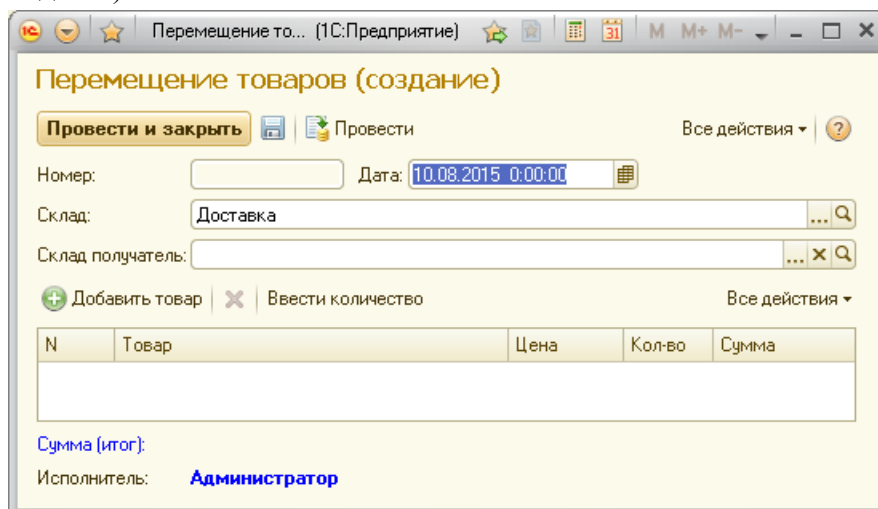 Перемещение то... (1С:Предприятие) 31 M M+ M-
Перемещение товаров (создание)
Провести и закрыть Провести Все действия ?
Номер: Дата: 10.08.2015 0:00:00
Склад: Доставка ...
Склад получатель: ...
Добавить товар Ввести количество Все действия
N Товар Цена Кол-во Сумма
Сумма (итог):
Исполнитель: Администратор